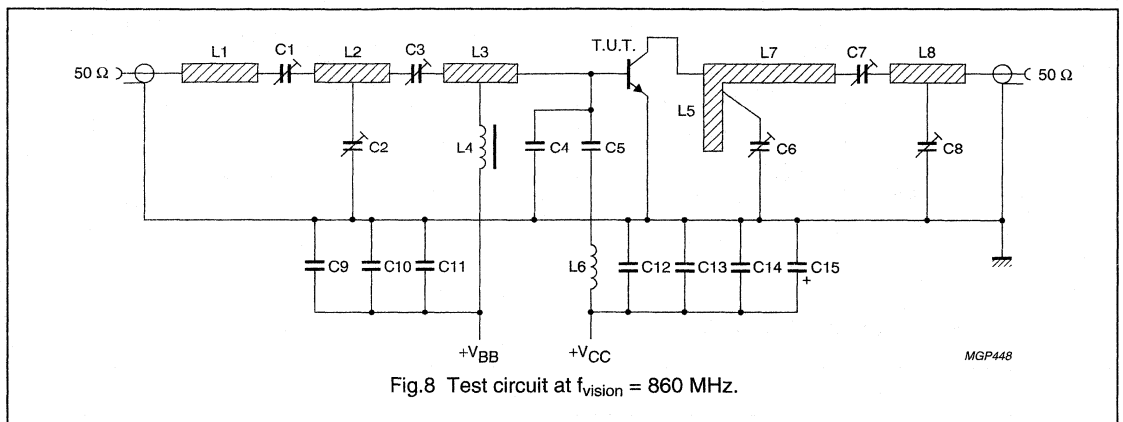 T.U.T.
L1 C1 L2 C3 L3 L7 C7 L8
50 Ω 50 Ω
L5
C2 L4 C4 C5 C6 C8
C9 C10 C11 L6 C12 C13 C14 C15
+
+VBB +VCC
MGP448
Fig.8 Test circuit at fvision = 860 MHz.